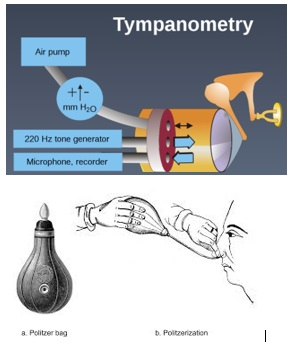 Tympanometry
Air pump
+↑-
mm H₂O
220 Hz tone generator
Microphone, recorder
a. Politzer bag
b. Politzerization